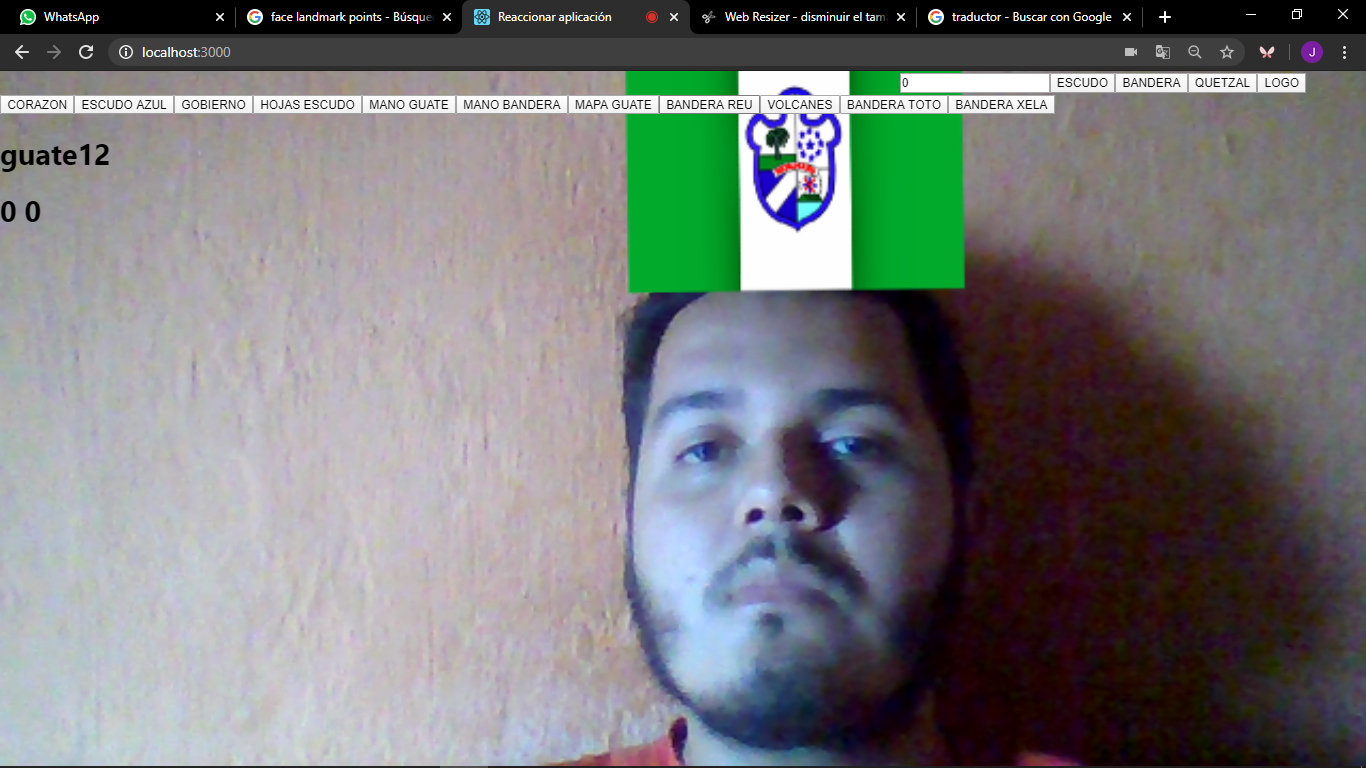 WhatsApp
face landmark points - Búsque
Reaccionar aplicación
Web Resizer - disminuir el tam
traductor - Buscar con Google
localhost:3000
J
0 ESCUDO BANDERA QUETZAL LOGO
CORAZON ESCUDO AZUL GOBIERNO HOJAS ESCUDO MANO GUATE MANO BANDERA MAPA GUATE BANDERA REU VOLCANES BANDERA TOTO BANDERA XELA
guate12
0 0